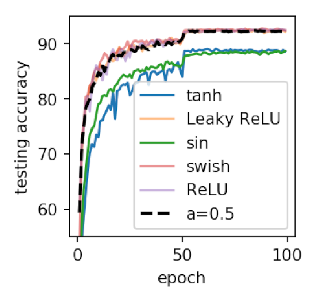 testing accuracy
90
80
70
60
tanh
Leaky ReLU
sin
swish
ReLU
a=0.5
0
50
100
epoch